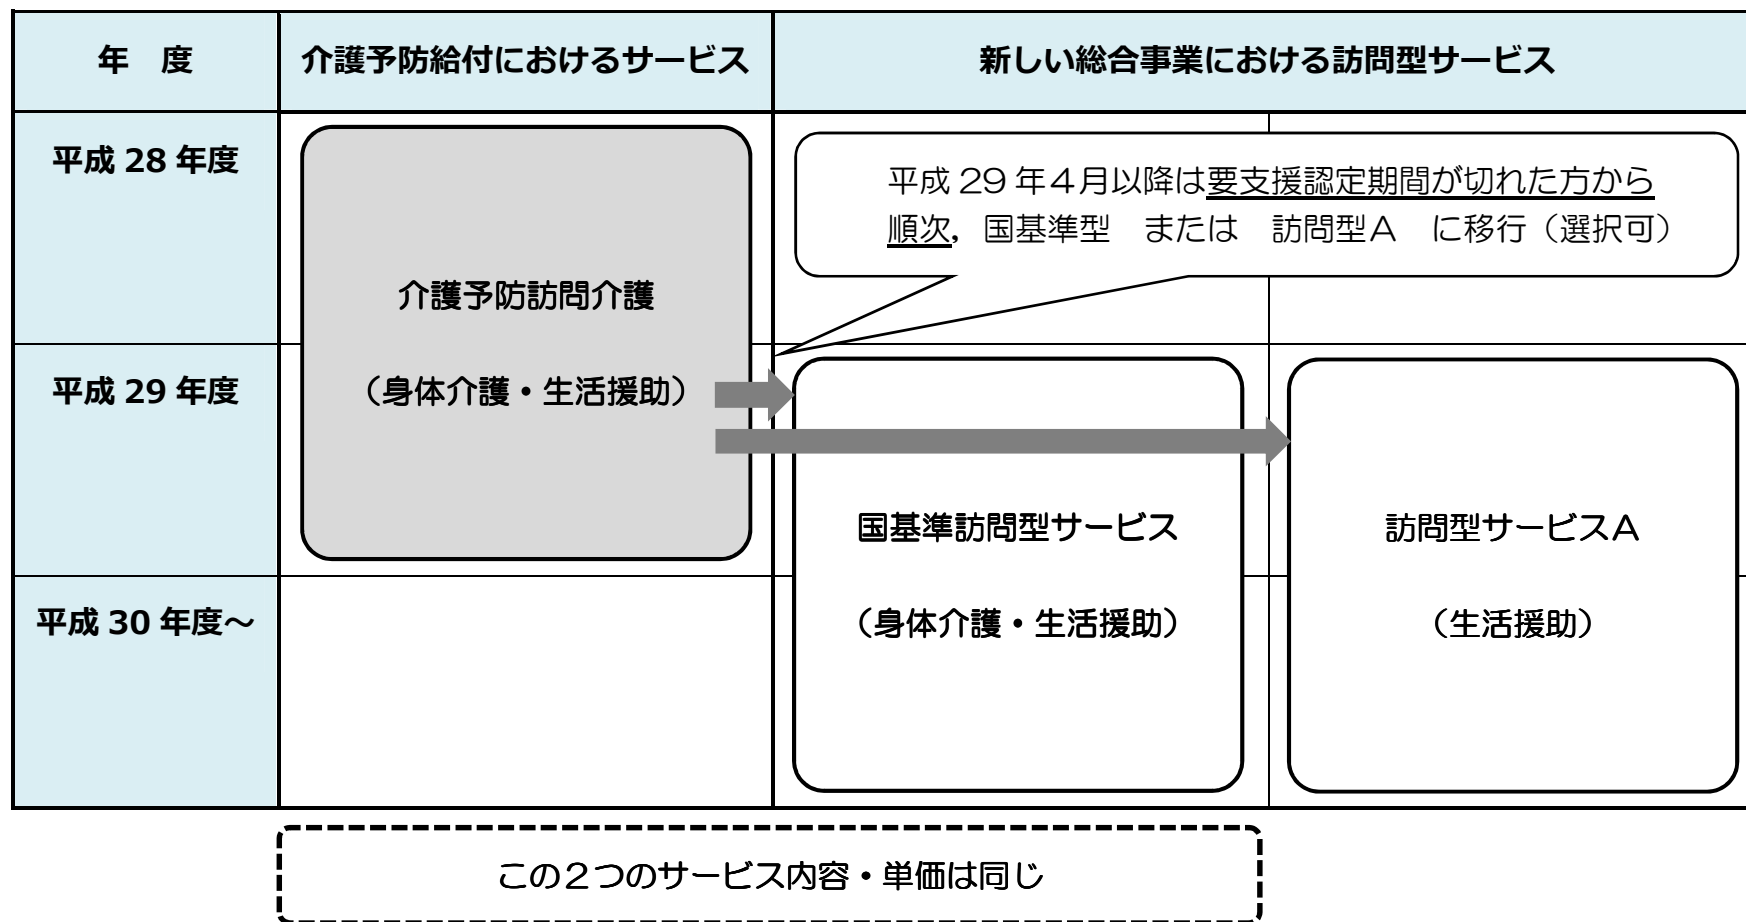 年　度
介護予防給付におけるサービス
新しい総合事業における訪問型サービス
平成 28 年度
介護予防訪問介護
（身体介護・生活援助）
平成 29 年４月以降は要支援認定期間が切れた方から
順次，国基準型　または　訪問型Ａ　に移行（選択可）
平成 29 年度
国基準訪問型サービス
（身体介護・生活援助）
訪問型サービスＡ
（生活援助）
平成 30 年度～
この２つのサービス内容・単価は同じ